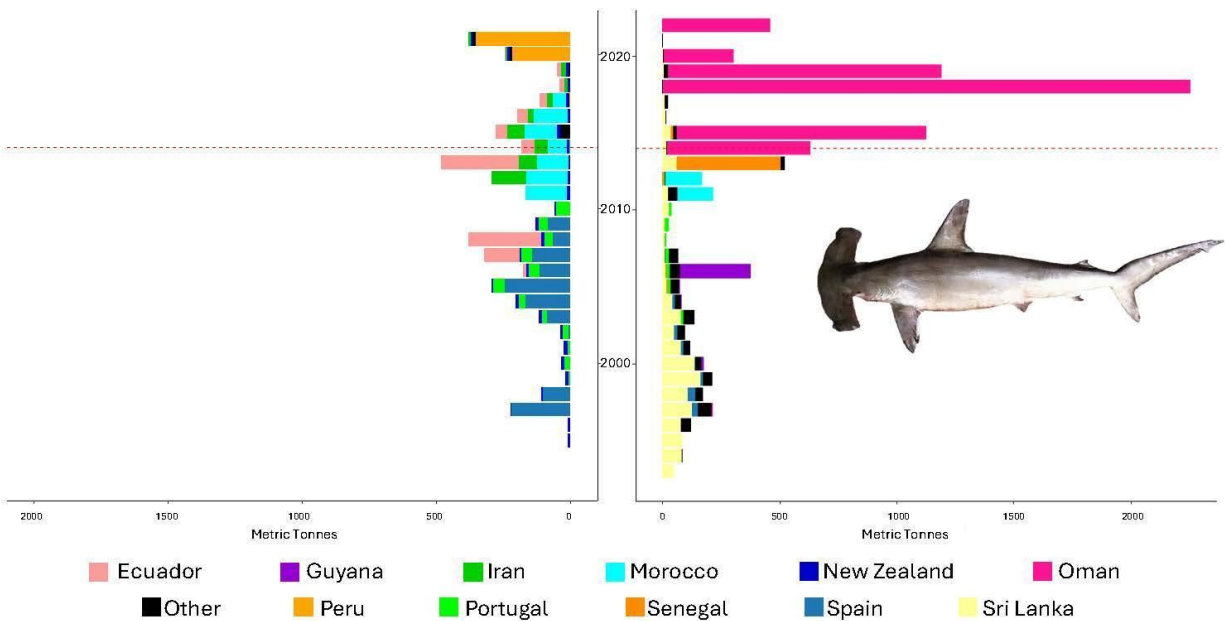 2020
2010
2000
2000 1500 1000 500 0
0 500 1000 1500 2000
Metric Tonnes
Metric Tonnes
Ecuador Guyana Iran Morocco New Zealand Oman
Other Peru Portugal Senegal Spain Sri Lanka